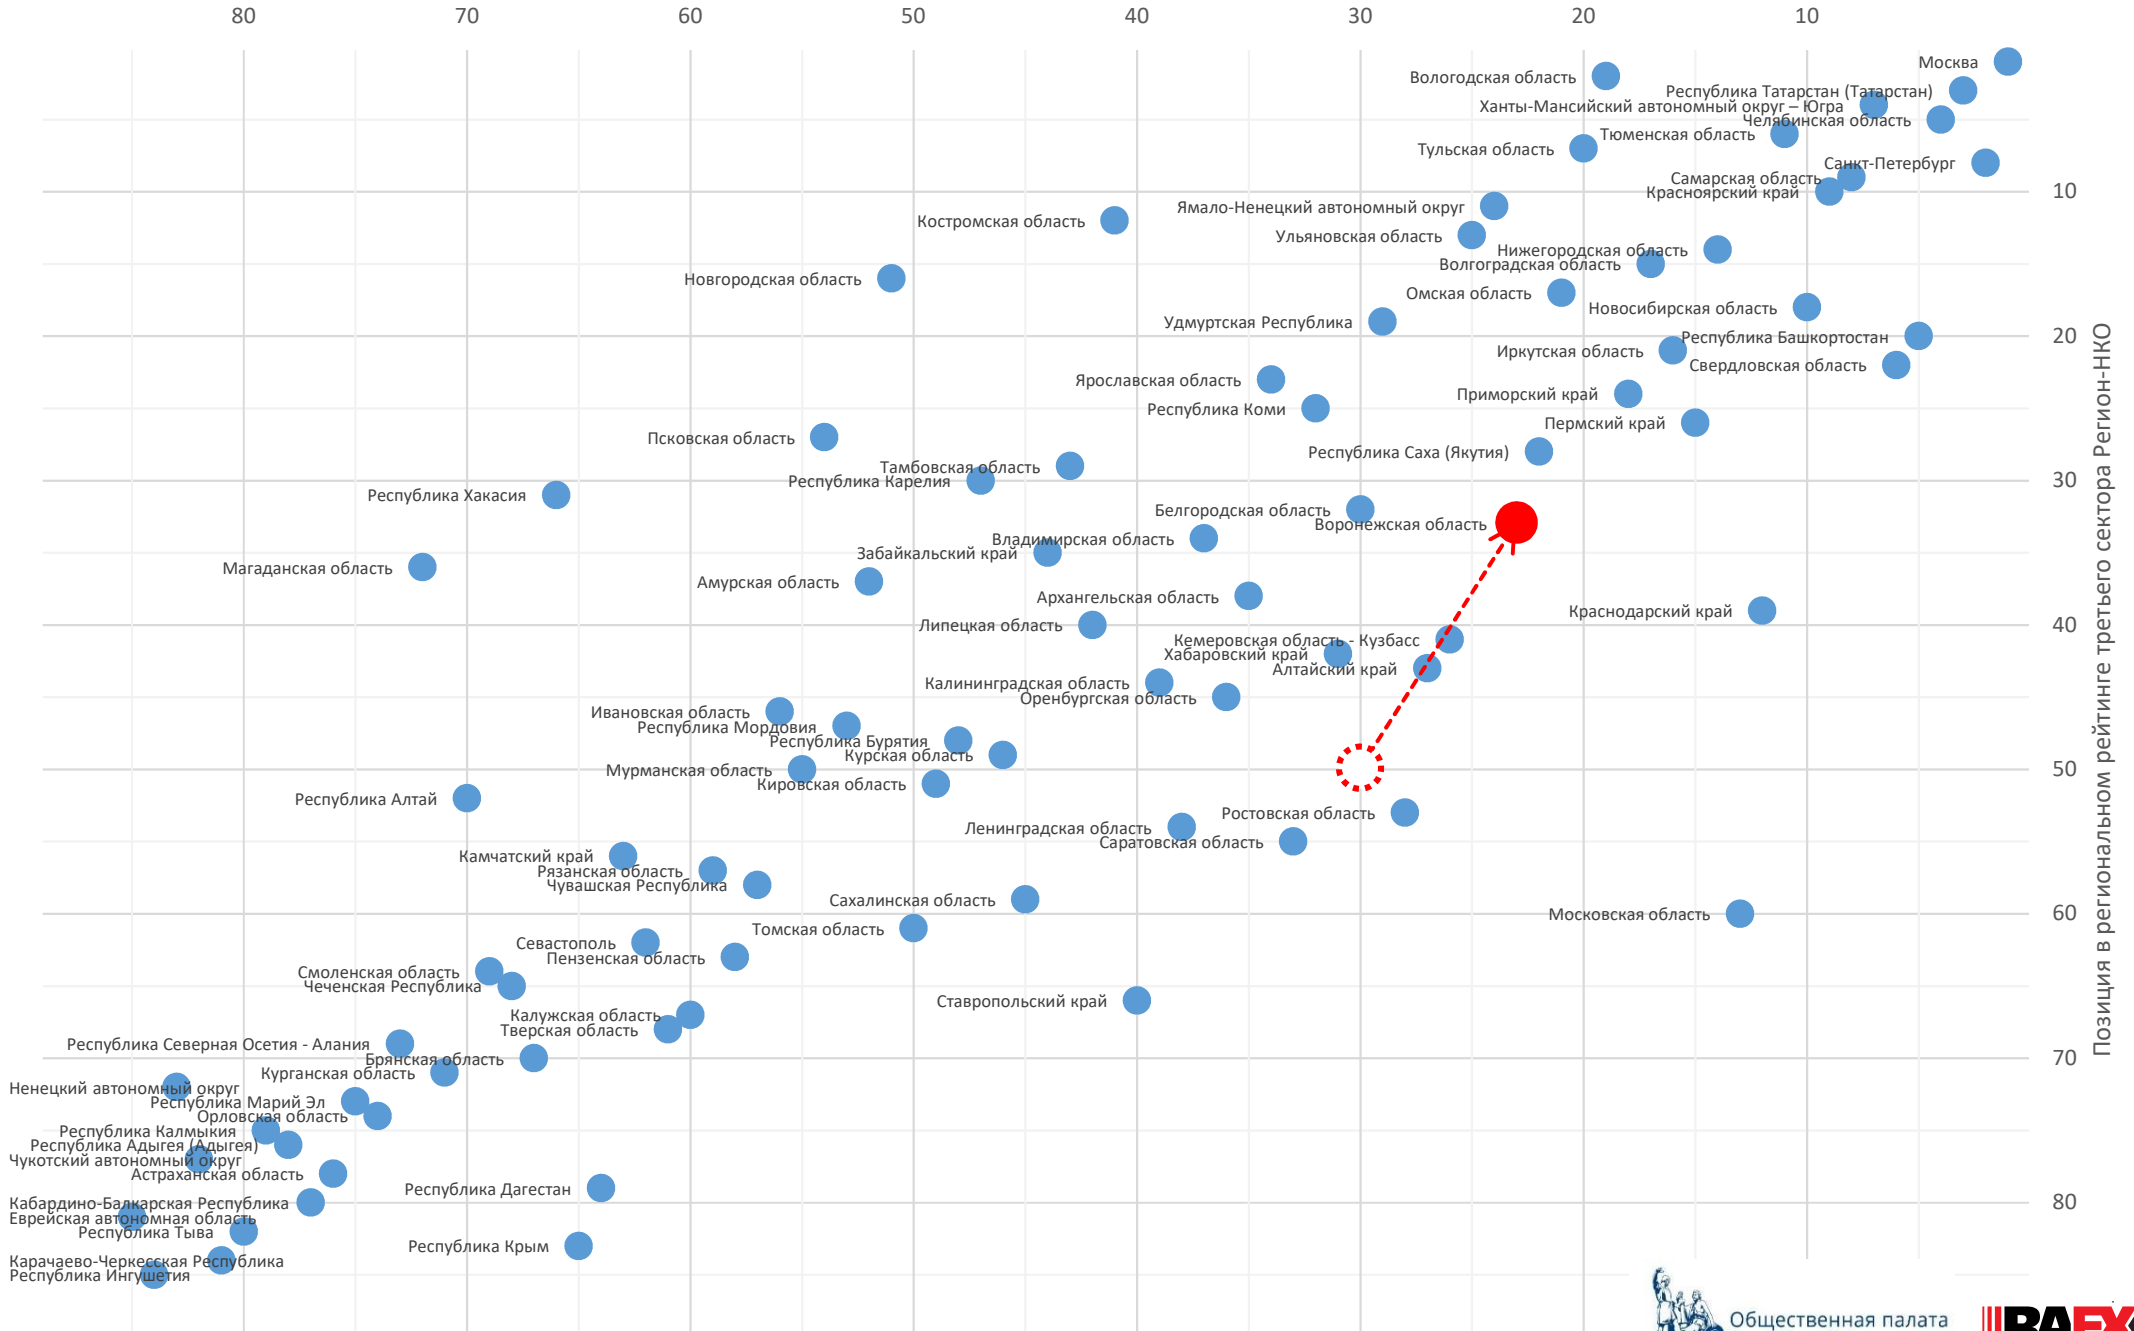 80 70 60 50 40 30 20 10
Москва
Вологодская область
Республика Татарстан (Татарстан)
Ханты-Мансийский автономный округ – Югра
Челябинская область
Тюменская область
Тульская область
Санкт-Петербург
Самарская область
Красноярский край
10
Ямало-Ненецкий автономный округ
Костромская область
Ульяновская область
Нижегородская область
Волгоградская область
Новгородская область
Омская область
Новосибирская область
Удмуртская Республика
Республика Башкортостан
20
Иркутская область
Свердловская область
Ярославская область
Приморский край
Республика Коми
Пермский край
Псковская область
Республика Саха (Якутия)
Тамбовская область
Республика Карелия
30
Республика Хакасия
Белгородская область
Воронежская область
Владимирская область
Забайкальский край
Магаданская область
Амурская область
Архангельская область
Краснодарский край
Липецкая область
40
Кемеровская область - Кузбасс
Хабаровский край
Алтайский край
Калининградская область
Оренбургская область
Ивановская область
Республика Мордовия
Республика Бурятия
Курская область
Мурманская область
50
Кировская область
Республика Алтай
Ростовская область
Ленинградская область
Саратовская область
Камчатский край
Рязанская область
Чувашская Республика
Сахалинская область
Московская область
60
Томская область
Севастополь
Пензенская область
Смоленская область
Чеченская Республика
Ставропольский край
Калужская область
Тверская область
Республика Северная Осетия - Алания
Брянская область
70
Курганская область
Ненецкий автономный округ
Республика Марий Эл
Орловская область
Республика Калмыкия
Республика Адыгея (Адыгея)
Чукотский автономный округ
Астраханская область
Республика Дагестан
Кабардино-Балкарская Республика
80
Еврейская автономная область
Республика Тыва
Республика Крым
Карачаево-Черкесская Республика
Республика Ингушетия
Позиция в региональном рейтинге третьего сектора Регион-НКО
Общественная палата